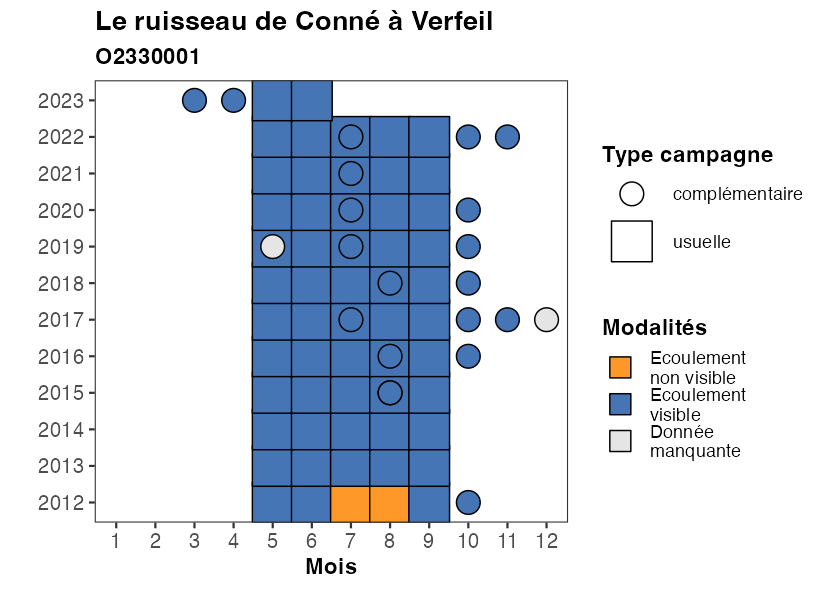 Le ruisseau de Conné à Verfeil
O2330001
2023
2022
2021
2020
2019
2018
2017
2016
2015
2014
2013
2012
1 2 3 4 5 6 7 8 9 10 11 12
Mois
Type campagne
complémentaire
usuelle
Modalités
Ecoulement
non visible
Ecoulement
visible
Donnée
manquante